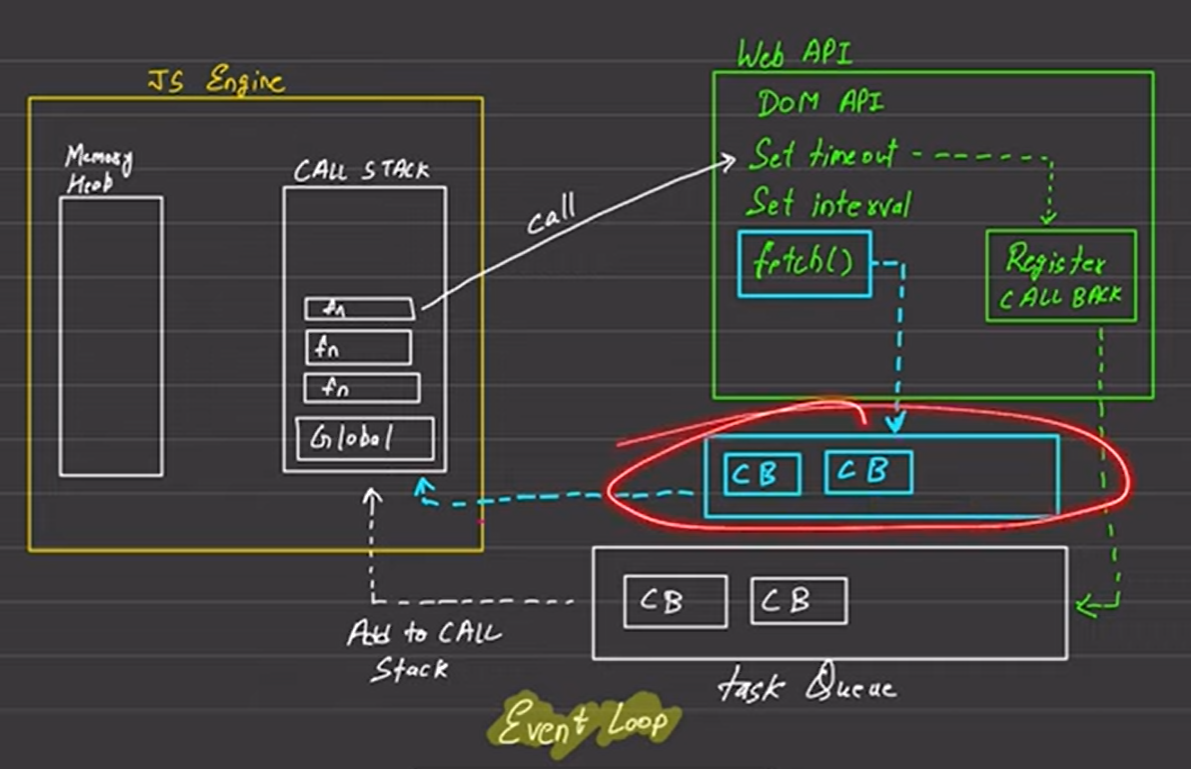 JS Engine
Memory
Heab
CALL STACK
fn
fn
fn
Global
call
Web API
DOM API
Set timeout
Set interval
fetch()
Register
CALL BACK
CB
CB
CB
CB
Add to CALL
Stack
task Queue
Event Loop